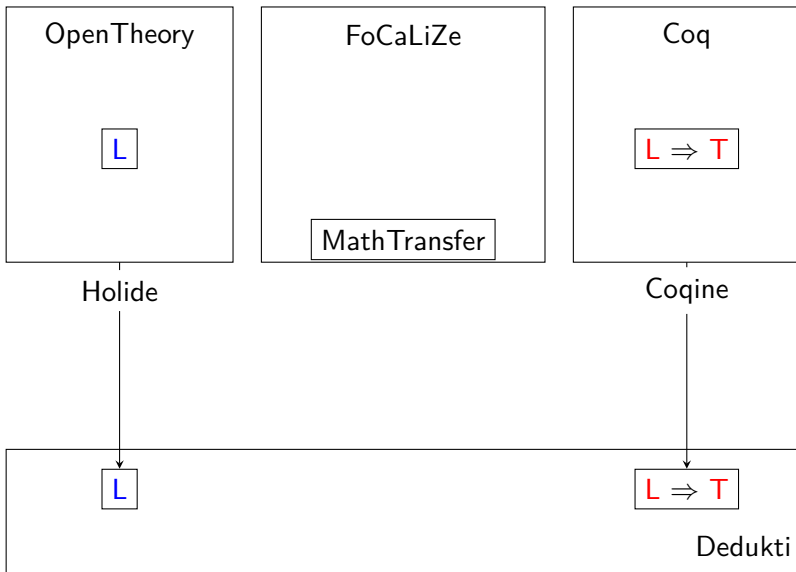 OpenTheory FoCaLiZe Coq
L L ⇒ T
MathTransfer
Holide Coqine
L L ⇒ T
Dedukti